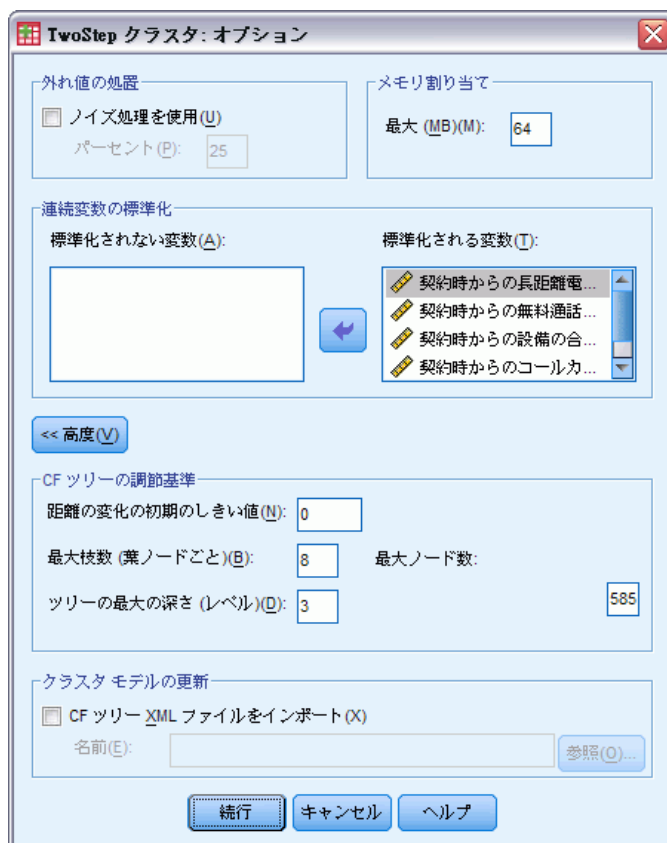 TwoStep クラスタ: オプション
外れ値の処置
ノイズ処理を使用(U)
パーセント(P): 25
メモリ割り当て
最大 (MB)(M): 64
連続変数の標準化
標準化されない変数(A):
標準化される変数(T):
契約時からの長距離電...
契約時からの無料通話...
契約時からの設備の合...
契約時からのコールカ...
<< 高度(V)
CF ツリーの調節基準
距離の変化の初期のしきい値(N): 0
最大枝数 (葉ノードごと)(B): 8
最大ノード数:
585
ツリーの最大の深さ (レベル)(D): 3
クラスタ モデルの更新
CF ツリー XML ファイルをインポート(X)
名前(E):
参照(O)...
続行
キャンセル
ヘルプ